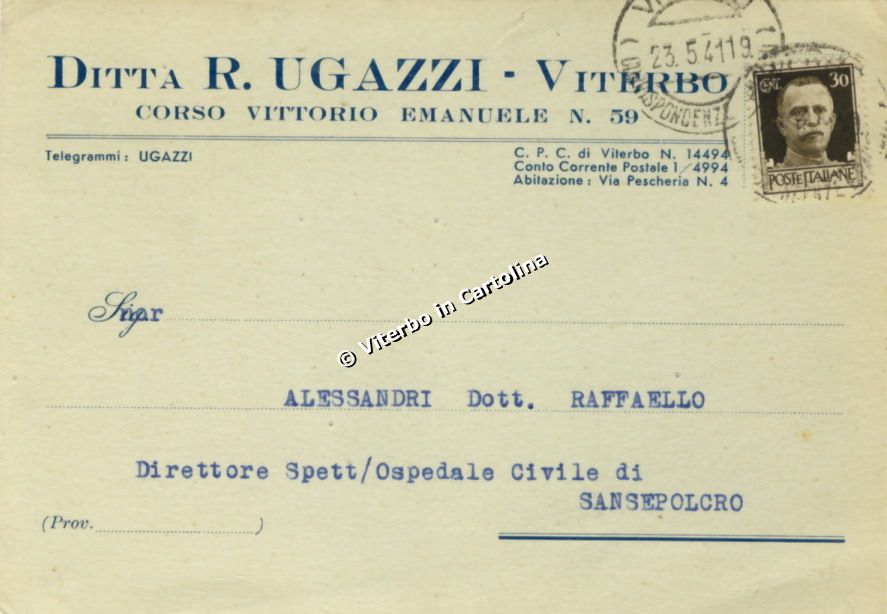 DITTA R. UGAZZI - VITERBO
CORSO VITTORIO EMANUELE N. 59
Telegrammi: UGAZZI
C. P. C. di Viterbo N. 14494
Conto Corrente Postale 1/4994
Abitazione: Via Pescheria N. 4
23.5.41 19
CORRISPONDENZE
CENT. 30
POSTE ITALIANE
© Viterbo in Cartolina
Sig nar
ALESSANDRI Dott. RAFFAELLO
Direttore Spett/Ospedale Civile di
SANSEPOLCRO
(Prov. )